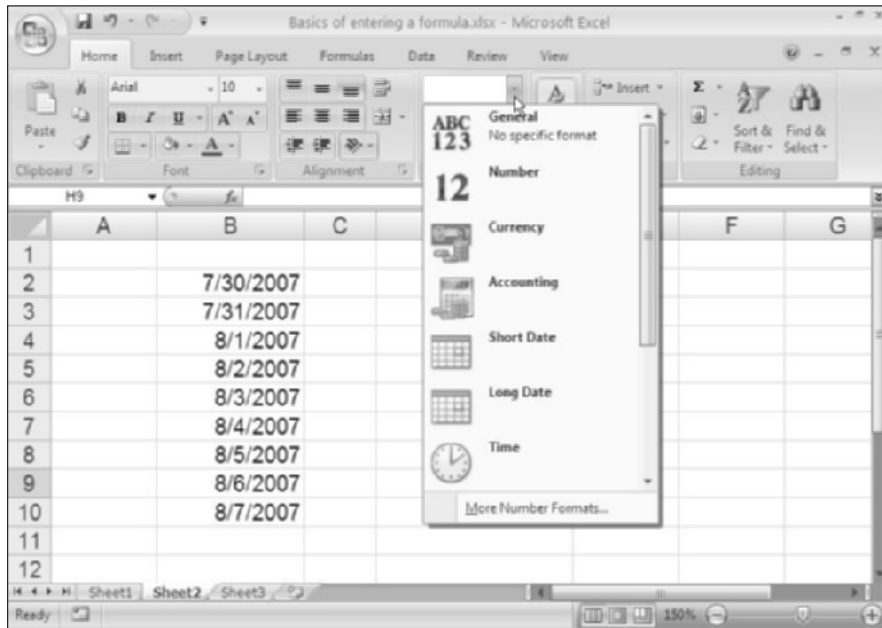 Basics of entering a formula.xlsx - Microsoft Excel
Home Insert Page Layout Formulas Data Review View
Arial 10 Insert Σ
Paste B I U A A A Sort & Filter Find & Select
Clipboard Font Alignment Editing
ABC 123 General
No specific format
12 Number
Currency
Accounting
Short Date
Long Date
Time
More Number Formats...
H9 fx
A B C F G
1
2 7/30/2007
3 7/31/2007
4 8/1/2007
5 8/2/2007
6 8/3/2007
7 8/4/2007
8 8/5/2007
9 8/6/2007
10 8/7/2007
11
12
Sheet1 Sheet2 Sheet3
Ready 150%